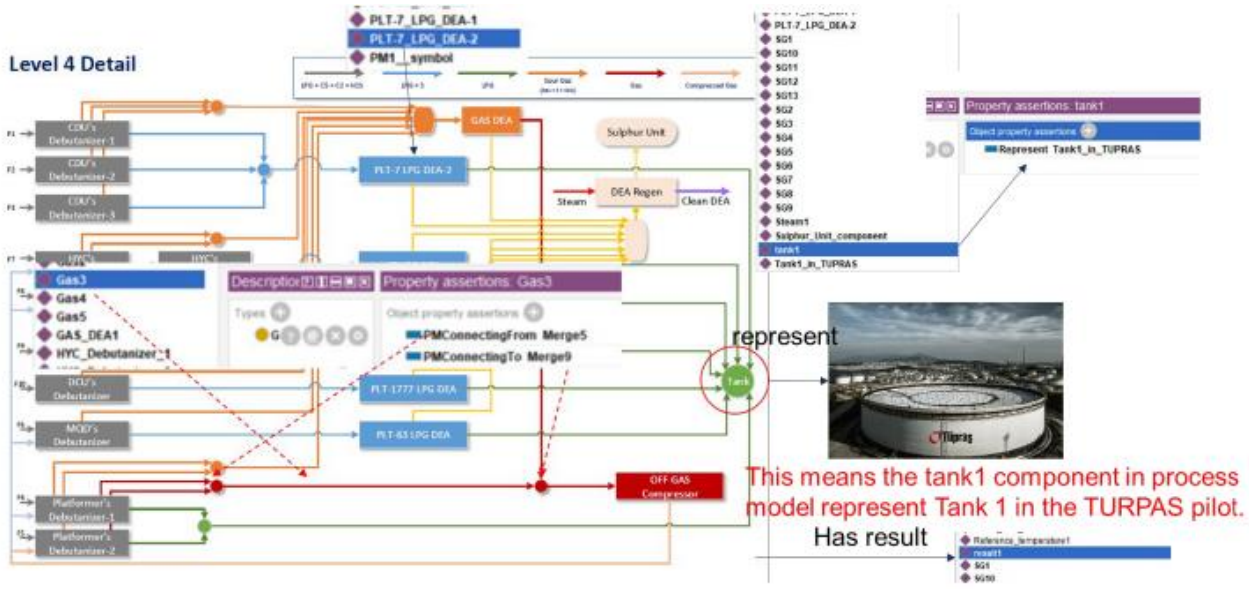 PLT-7_LPG_DEA-1
PLT-7_LPG_DEA-2
PM1__symbol
Level 4 Detail
LPG + S
LPG
Sour Gas
Gas
Compressed Gas
CDU's
Debutanizer-1
CDU's
Debutanizer-2
CDU's
Debutanizer-3
HYC's
HYC's
GAS DEA
PLT-7 LPG DEA-2
Sulphur Unit
DEA Regen
Steam
Clean DEA
PLT-7_LPG_DEA-2
SG1
SG10
SG11
SG12
SG13
SG2
SG3
SG4
SG5
SG6
SG7
SG8
SG9
Steam1
Sulphur_Unit_component
tank1
Tank1_in_TUPRAS
Property assertions: tank1
Object property assertions
Represent Tank1_in_TUPRAS
Gas3
Gas4
Gas5
GAS_DEA1
HYC_Debutanizer_1
Description
Types
G
Property assertions: Gas3
Object property assertions
PMConnectingFrom Merge5
PMConnectingTo Merge9
DCU's
Debutanizer
MQD's
Debutanizer
PLT-1777 LPG DEA
PLT-63 LPG DEA
Platformer's
Debutanizer-1
Platformer's
Debutanizer-2
OFF GAS
Compressor
Tank
represent
Tüpraş
This means the tank1 component in process
model represent Tank 1 in the TURPAS pilot.
Has result
Reference_temperature1
result1
SG1
SG10